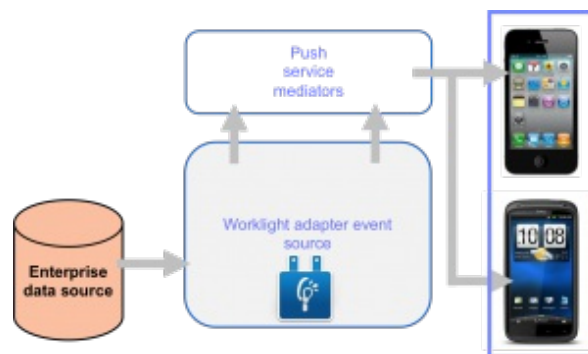 Push
service
mediators
Worklight adapter event
source
Enterprise
data source
10 08